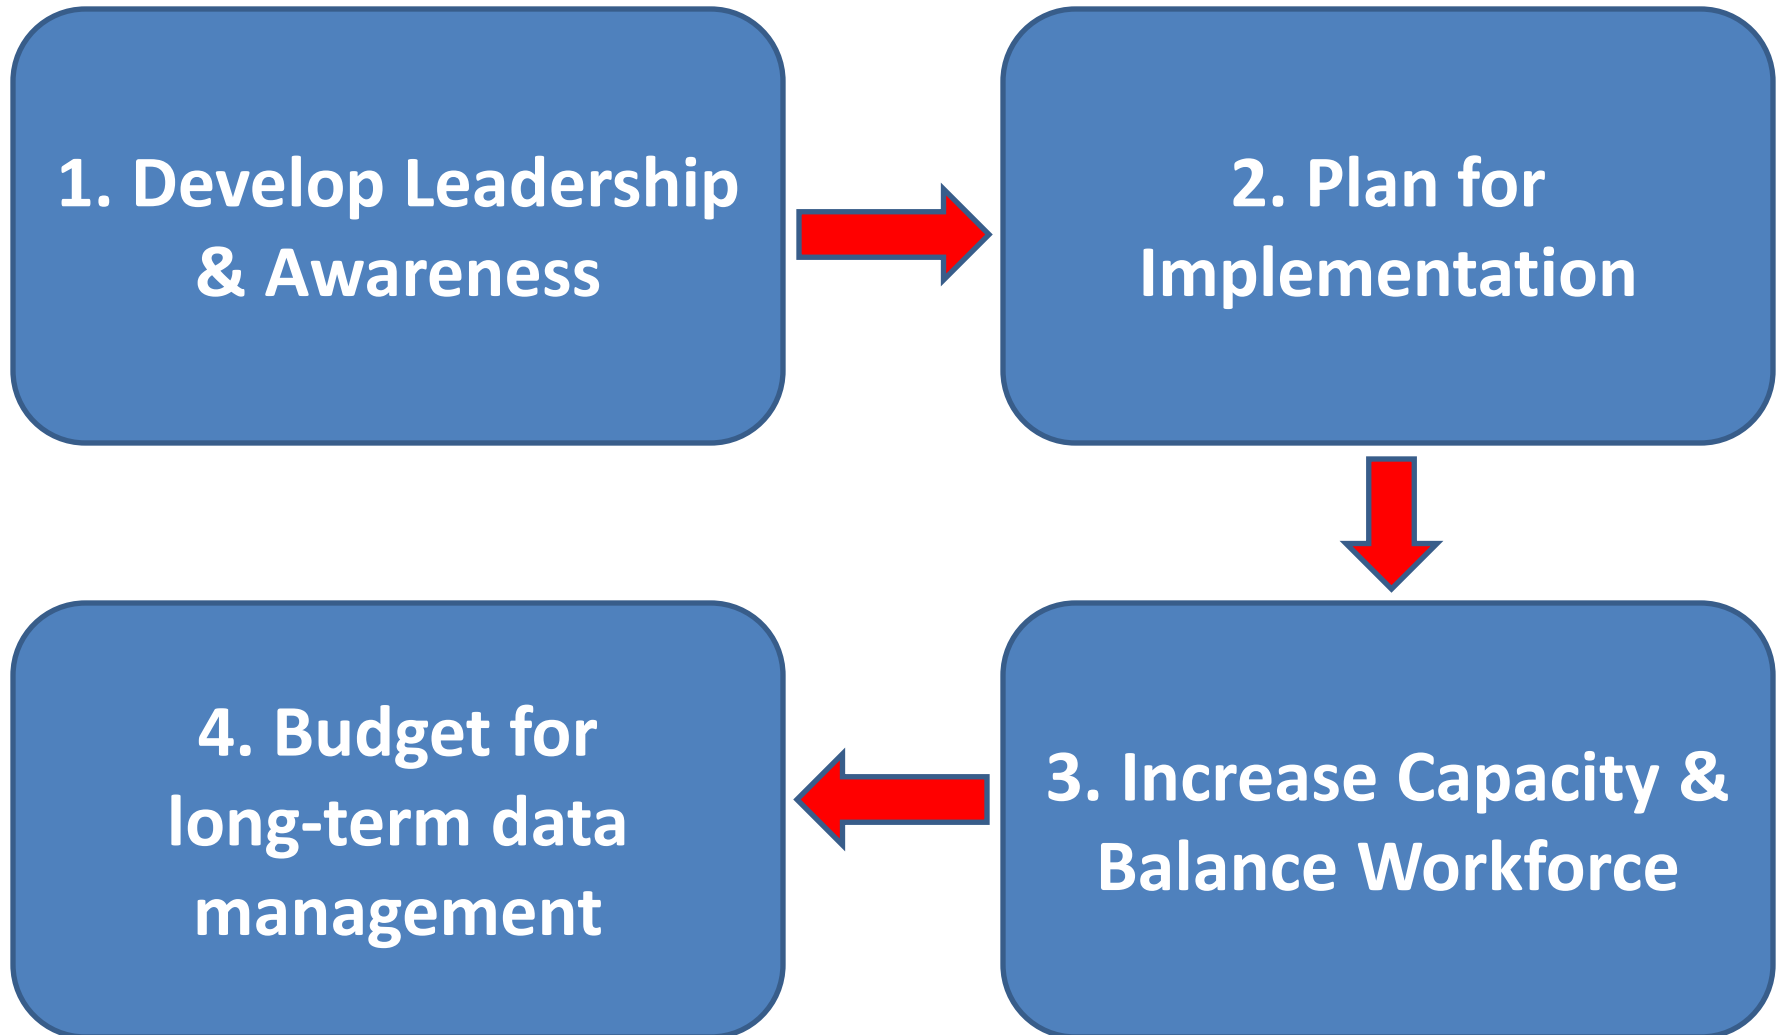 1. Develop Leadership
& Awareness
2. Plan for
Implementation
3. Increase Capacity &
Balance Workforce
4. Budget for
long-term data
management